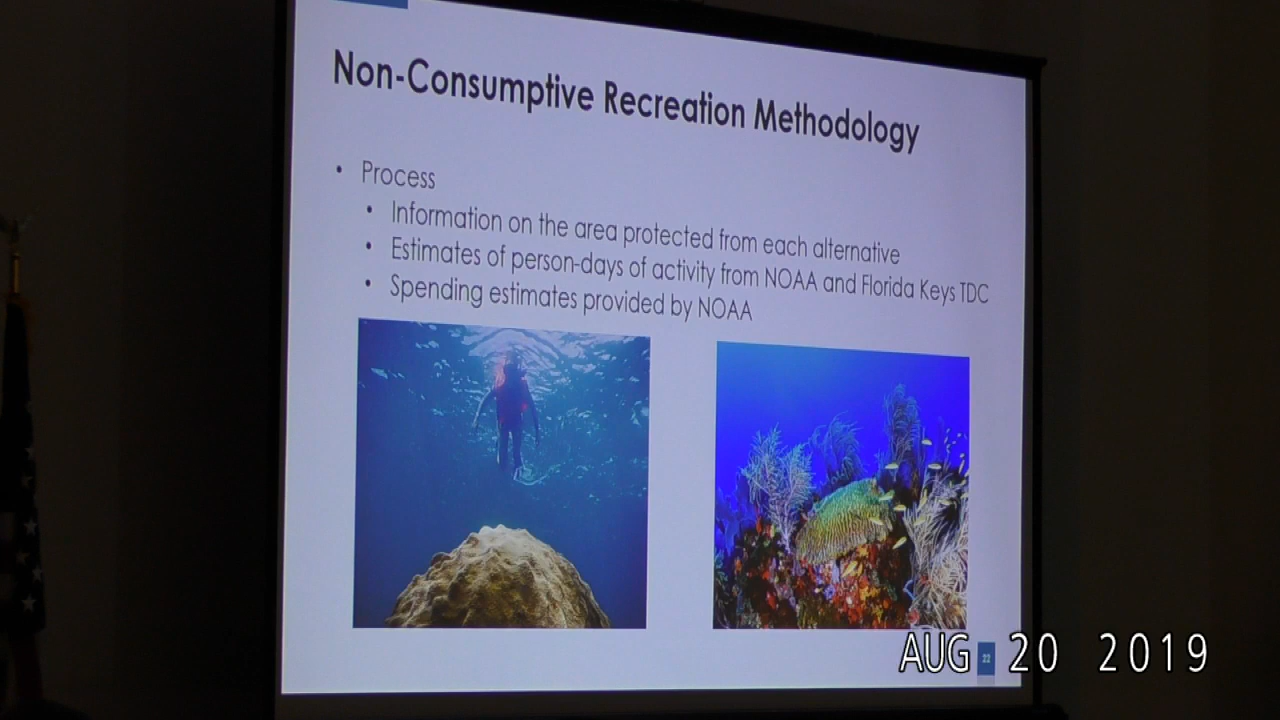 Non-Consumptive Recreation Methodology
• Process
• Information on the area protected from each alternative
• Estimates of person-days of activity from NOAA and Florida Keys TDC
• Spending estimates provided by NOAA
22
AUG 20 2019